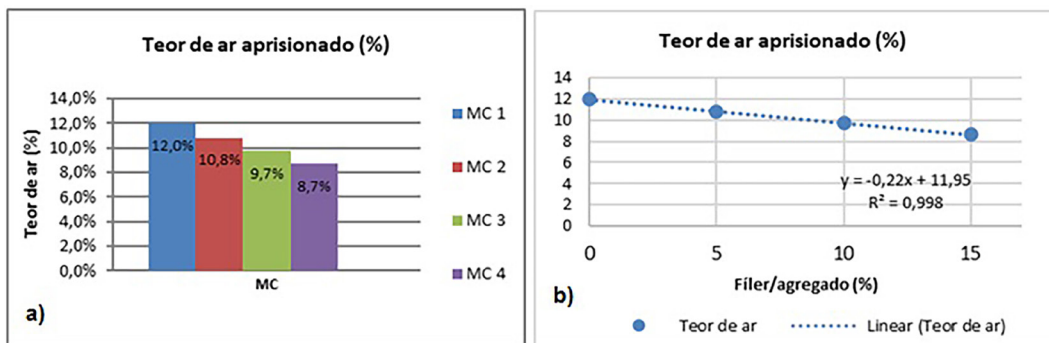 Teor de ar aprisionado (%)
Teor de ar (%)
14,0%
12,0%
10,0%
8,0%
6,0%
4,0%
2,0%
0,0%
12,0%
10,8%
9,7%
8,7%
MC
MC 1
MC 2
MC 3
MC 4
a)
Teor de ar aprisionado (%)
14
12
10
8
6
4
2
0
y = -0,22x + 11,95
R² = 0,998
0 5 10 15
Fíler/agregado (%)
Teor de ar Linear (Teor de ar)
b)